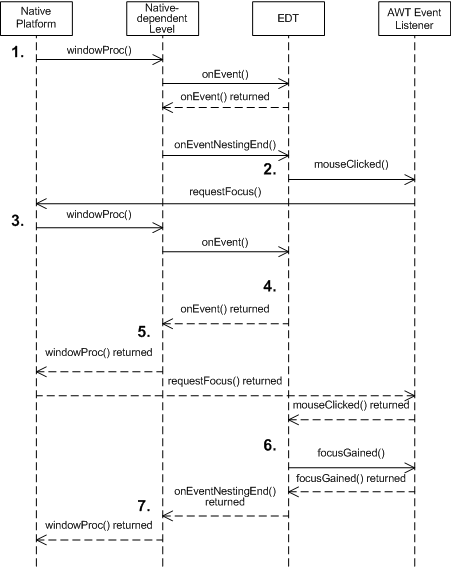 Native Platform
Native-dependent Level
EDT
AWT Event Listener
1.
windowProc()
onEvent()
onEvent() returned
onEventNestingEnd()
2.
mouseClicked()
requestFocus()
3.
windowProc()
onEvent()
4.
onEvent() returned
5.
windowProc() returned
requestFocus() returned
mouseClicked() returned
6.
focusGained()
focusGained() returned
onEventNestingEnd()
returned
7.
windowProc() returned